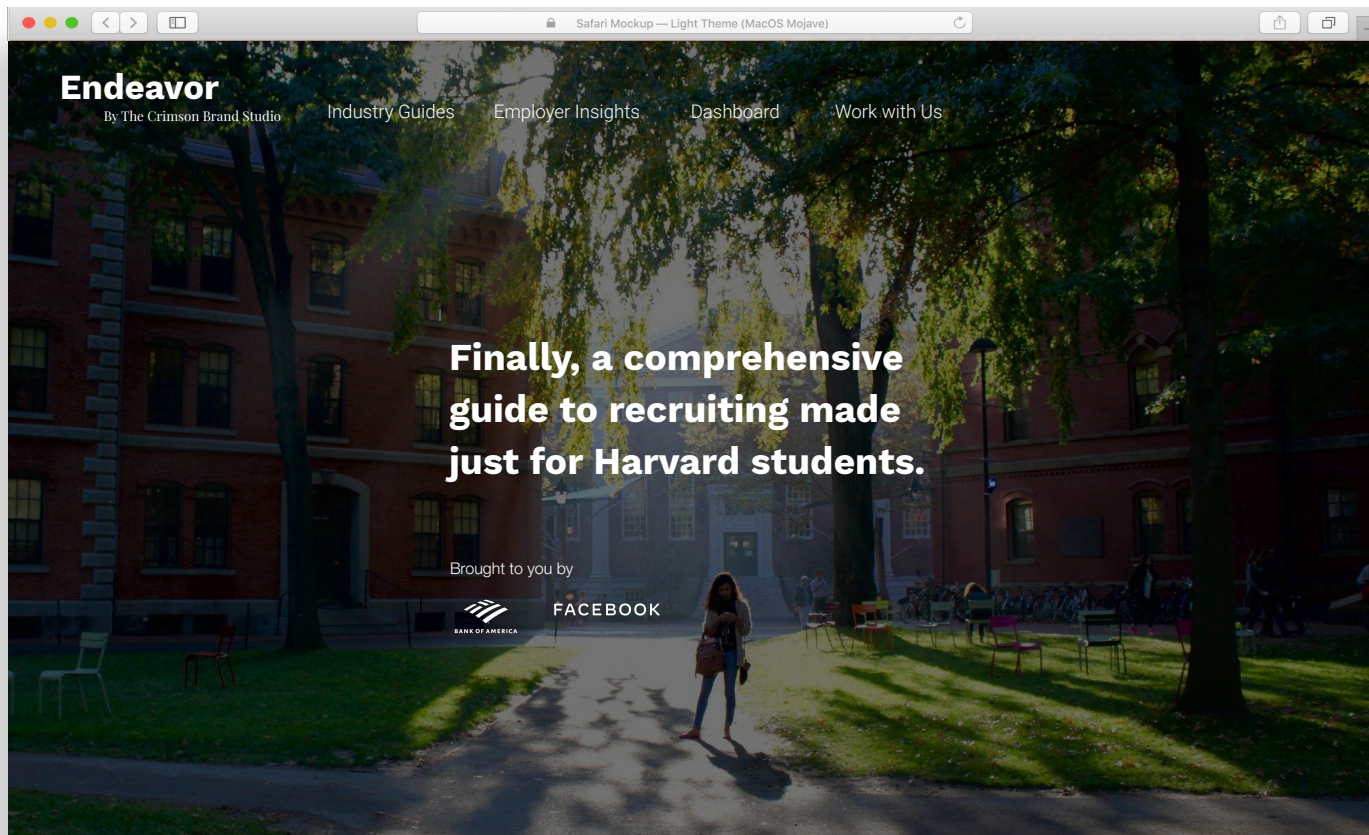 Safari Mockup — Light Theme (MacOS Mojave)
Endeavor
By The Crimson Brand Studio
Industry Guides Employer Insights Dashboard Work with Us
Finally, a comprehensive
guide to recruiting made
just for Harvard students.
Brought to you by
BANK OF AMERICA
FACEBOOK